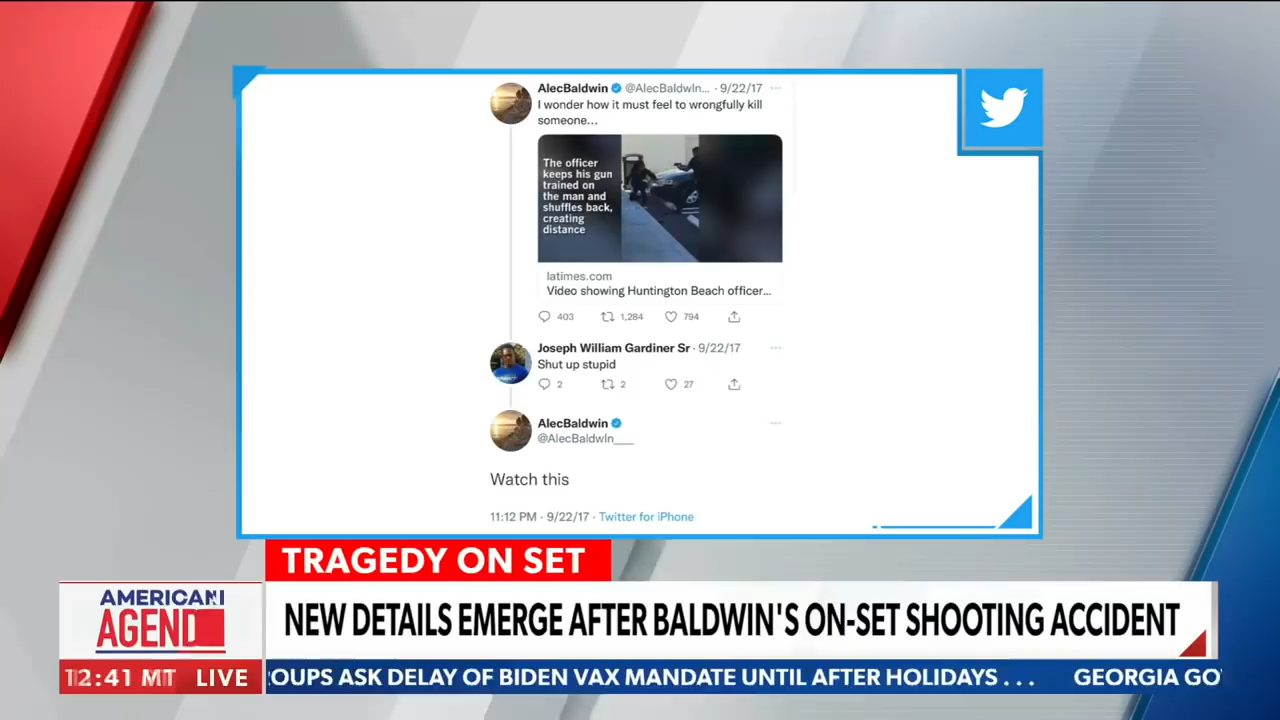 AlecBaldwin @AlecBaldwIn... · 9/22/17 ...
I wonder how it must feel to wrongfully kill
someone...
The officer
keeps his gun
trained on
the man and
shuffles back,
creating
distance
latimes.com
Video showing Huntington Beach officer...
403 1,284 794
Joseph William Gardiner Sr · 9/22/17 ...
Shut up stupid
2 2 27
AlecBaldwin ...
@AlecBaldwIn____
Watch this
11:12 PM · 9/22/17 · Twitter for iPhone
TRAGEDY ON SET
AMERICAN
AGEND
NEW DETAILS EMERGE AFTER BALDWIN'S ON-SET SHOOTING ACCIDENT
12:41 MT LIVE
OUPS ASK DELAY OF BIDEN VAX MANDATE UNTIL AFTER HOLIDAYS . . . GEORGIA GO